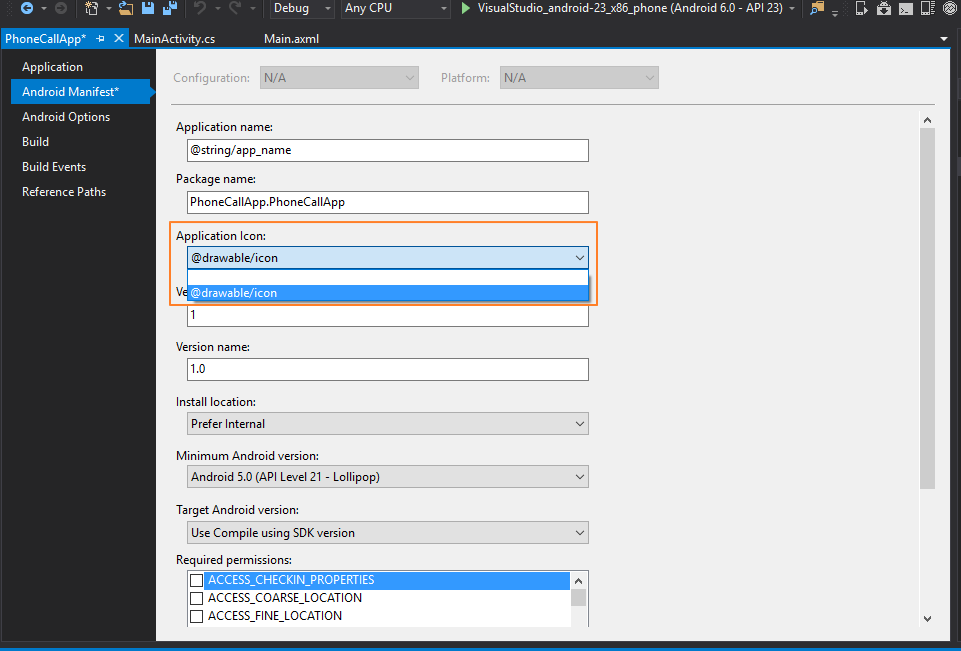 Debug Any CPU VisualStudio_android-23_x86_phone (Android 6.0 - API 23)
PhoneCallApp* MainActivity.cs Main.axml
Application
Android Manifest*
Android Options
Build
Build Events
Reference Paths
Configuration: N/A Platform: N/A
Application name:
@string/app_name
Package name:
PhoneCallApp.PhoneCallApp
Application Icon:
@drawable/icon
Ve @drawable/icon
1
Version name:
1.0
Install location:
Prefer Internal
Minimum Android version:
Android 5.0 (API Level 21 - Lollipop)
Target Android version:
Use Compile using SDK version
Required permissions:
ACCESS_CHECKIN_PROPERTIES
ACCESS_COARSE_LOCATION
ACCESS_FINE_LOCATION